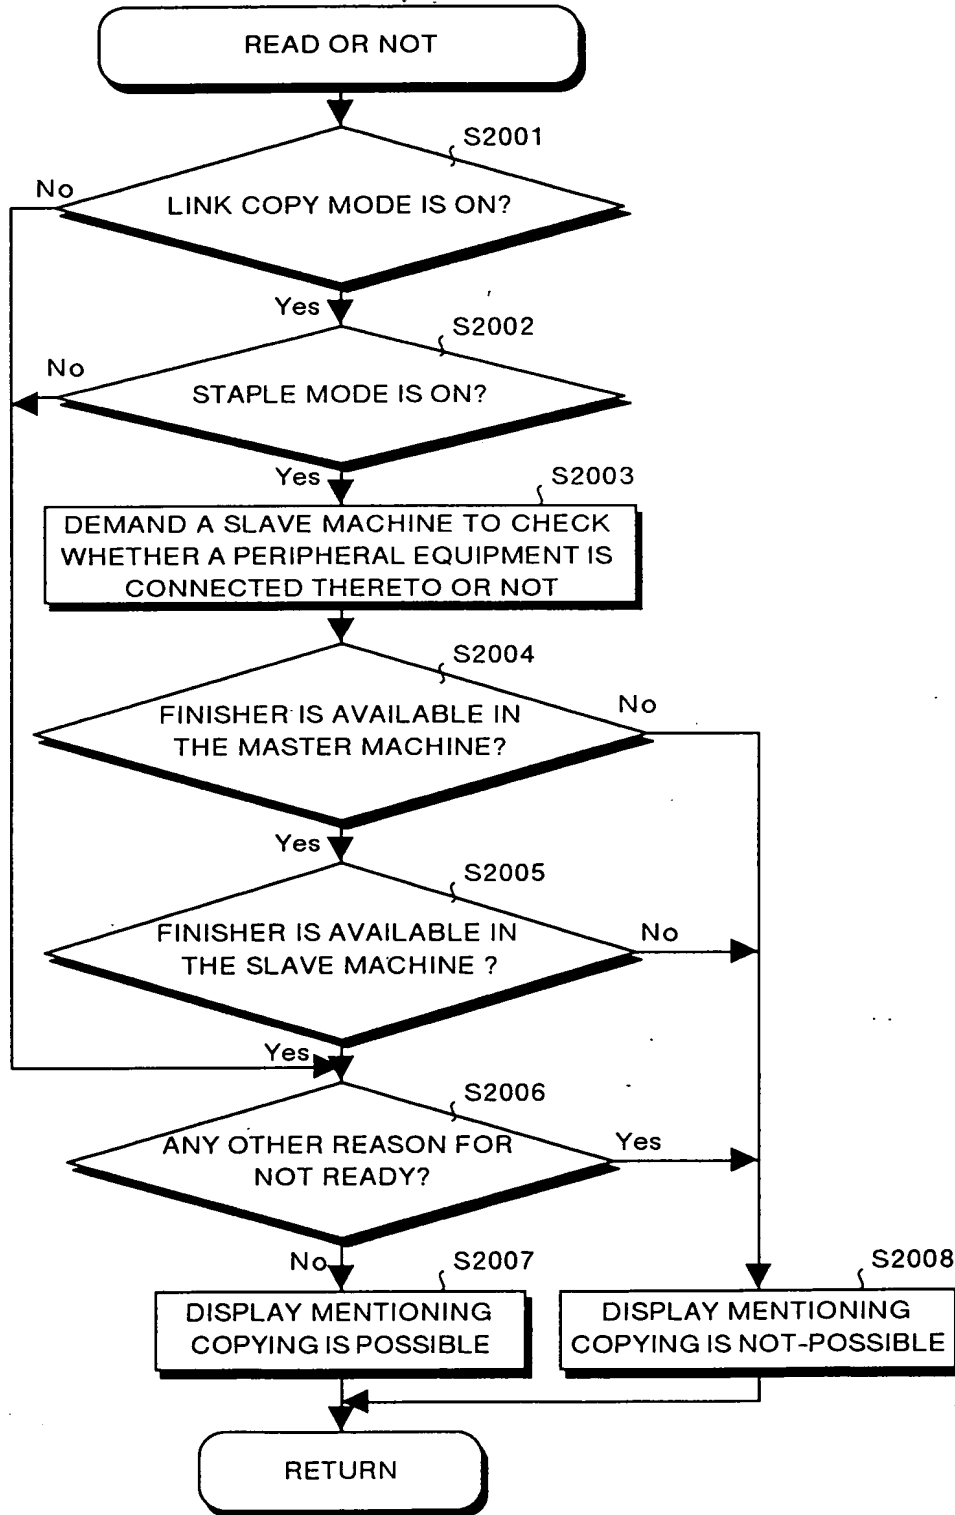 READ OR NOT
S2001
No
LINK COPY MODE IS ON?
Yes
S2002
No
STAPLE MODE IS ON?
Yes
S2003
DEMAND A SLAVE MACHINE TO CHECK
WHETHER A PERIPHERAL EQUIPMENT IS
CONNECTED THERETO OR NOT
S2004
No
FINISHER IS AVAILABLE IN
THE MASTER MACHINE?
Yes
S2005
FINISHER IS AVAILABLE IN
THE SLAVE MACHINE ?
No
Yes
S2006
ANY OTHER REASON FOR
NOT READY?
Yes
No
S2007
S2008
DISPLAY MENTIONING
COPYING IS POSSIBLE
DISPLAY MENTIONING
COPYING IS NOT-POSSIBLE
RETURN